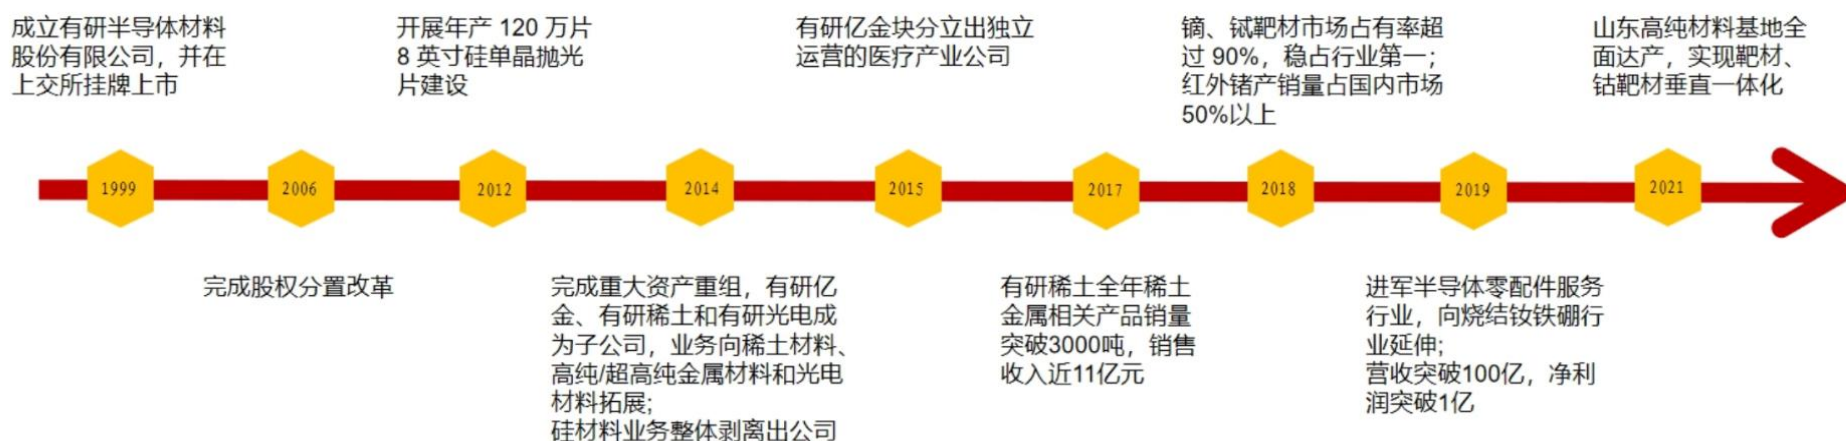 成立有研半导体材料
股份有限公司，并在
上交所挂牌上市
开展年产 120 万片
8 英寸硅单晶抛光
片建设
有研亿金块分立出独立
运营的医疗产业公司
镝、铽靶材市场占有率超
过 90%，稳占行业第一；
红外锗产销量占国内市场
50%以上
山东高纯材料基地全
面达产，实现靶材、
钴靶材垂直一体化
1999
2006
2012
2014
2015
2017
2018
2019
2021
完成股权分置改革
完成重大资产重组，有研亿
金、有研稀土和有研光电成
为子公司，业务向稀土材料、
高纯/超高纯金属材料和光电
材料拓展；
硅材料业务整体剥离出公司
有研稀土全年稀土
金属相关产品销量
突破3000吨，销售
收入近11亿元
进军半导体零配件服务
行业，向烧结钕铁硼行
业延伸；
营收突破100亿，净利
润突破1亿